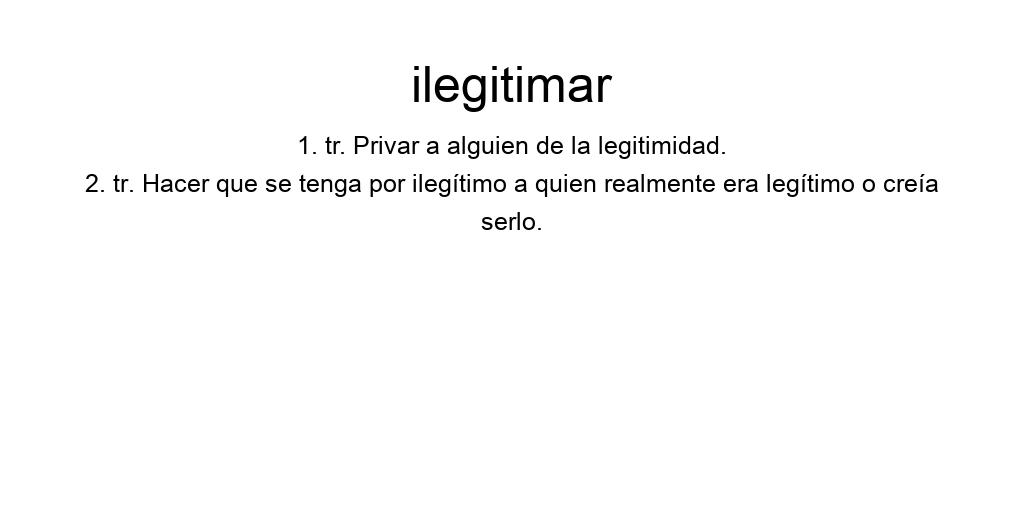 ilegitimar
1. tr. Privar a alguien de la legitimidad.
2. tr. Hacer que se tenga por ilegítimo a quien realmente era legítimo o creía
serlo.